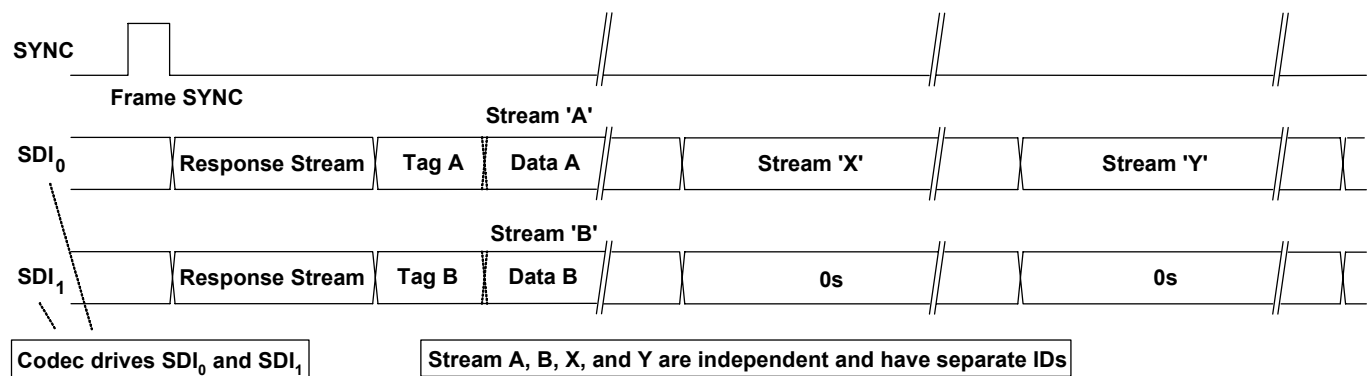 SYNC
Frame SYNC
Stream 'A'
SDI0 Response Stream Tag A Data A Stream 'X' Stream 'Y'
Stream 'B'
SDI1 Response Stream Tag B Data B 0s 0s
Codec drives SDI0 and SDI1 Stream A, B, X, and Y are independent and have separate IDs